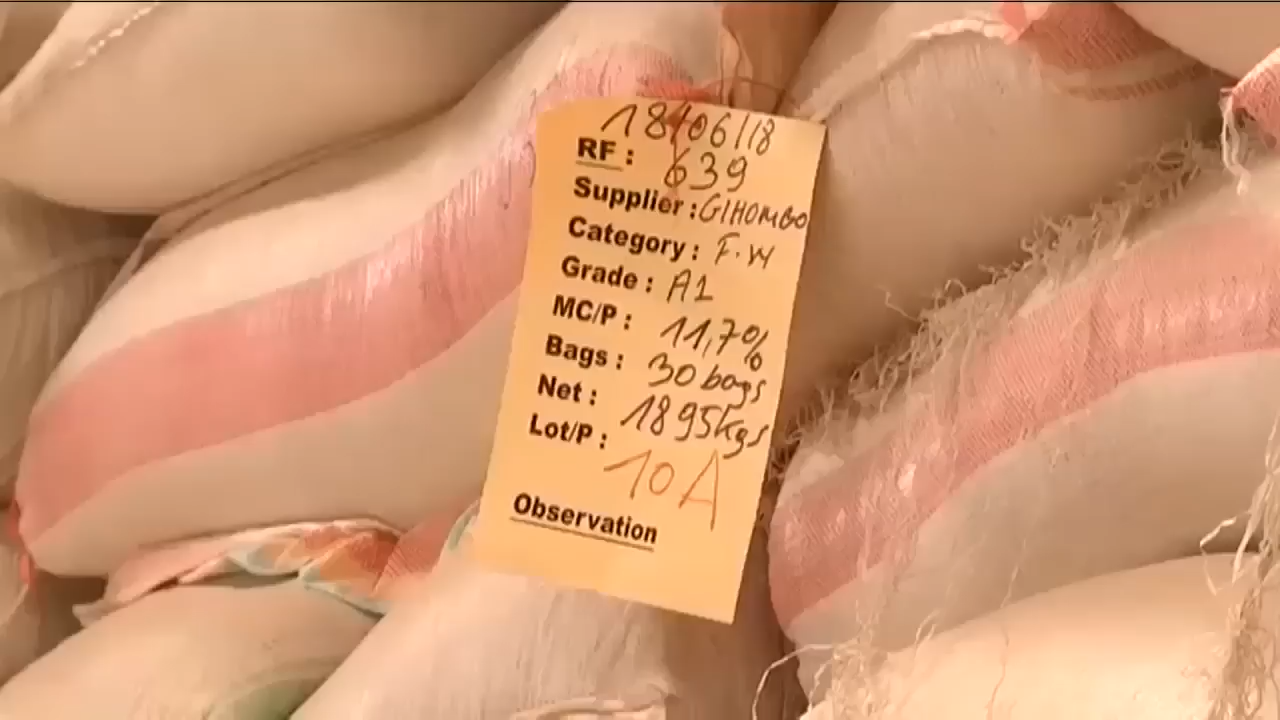 18/06/18
RF : 639
Supplier : GIHOMBO
Category : F.W
Grade : A1
MC/P : 11,7%
Bags : 30 bags
Net : 1895kgs
Lot/P : 10A
Observation